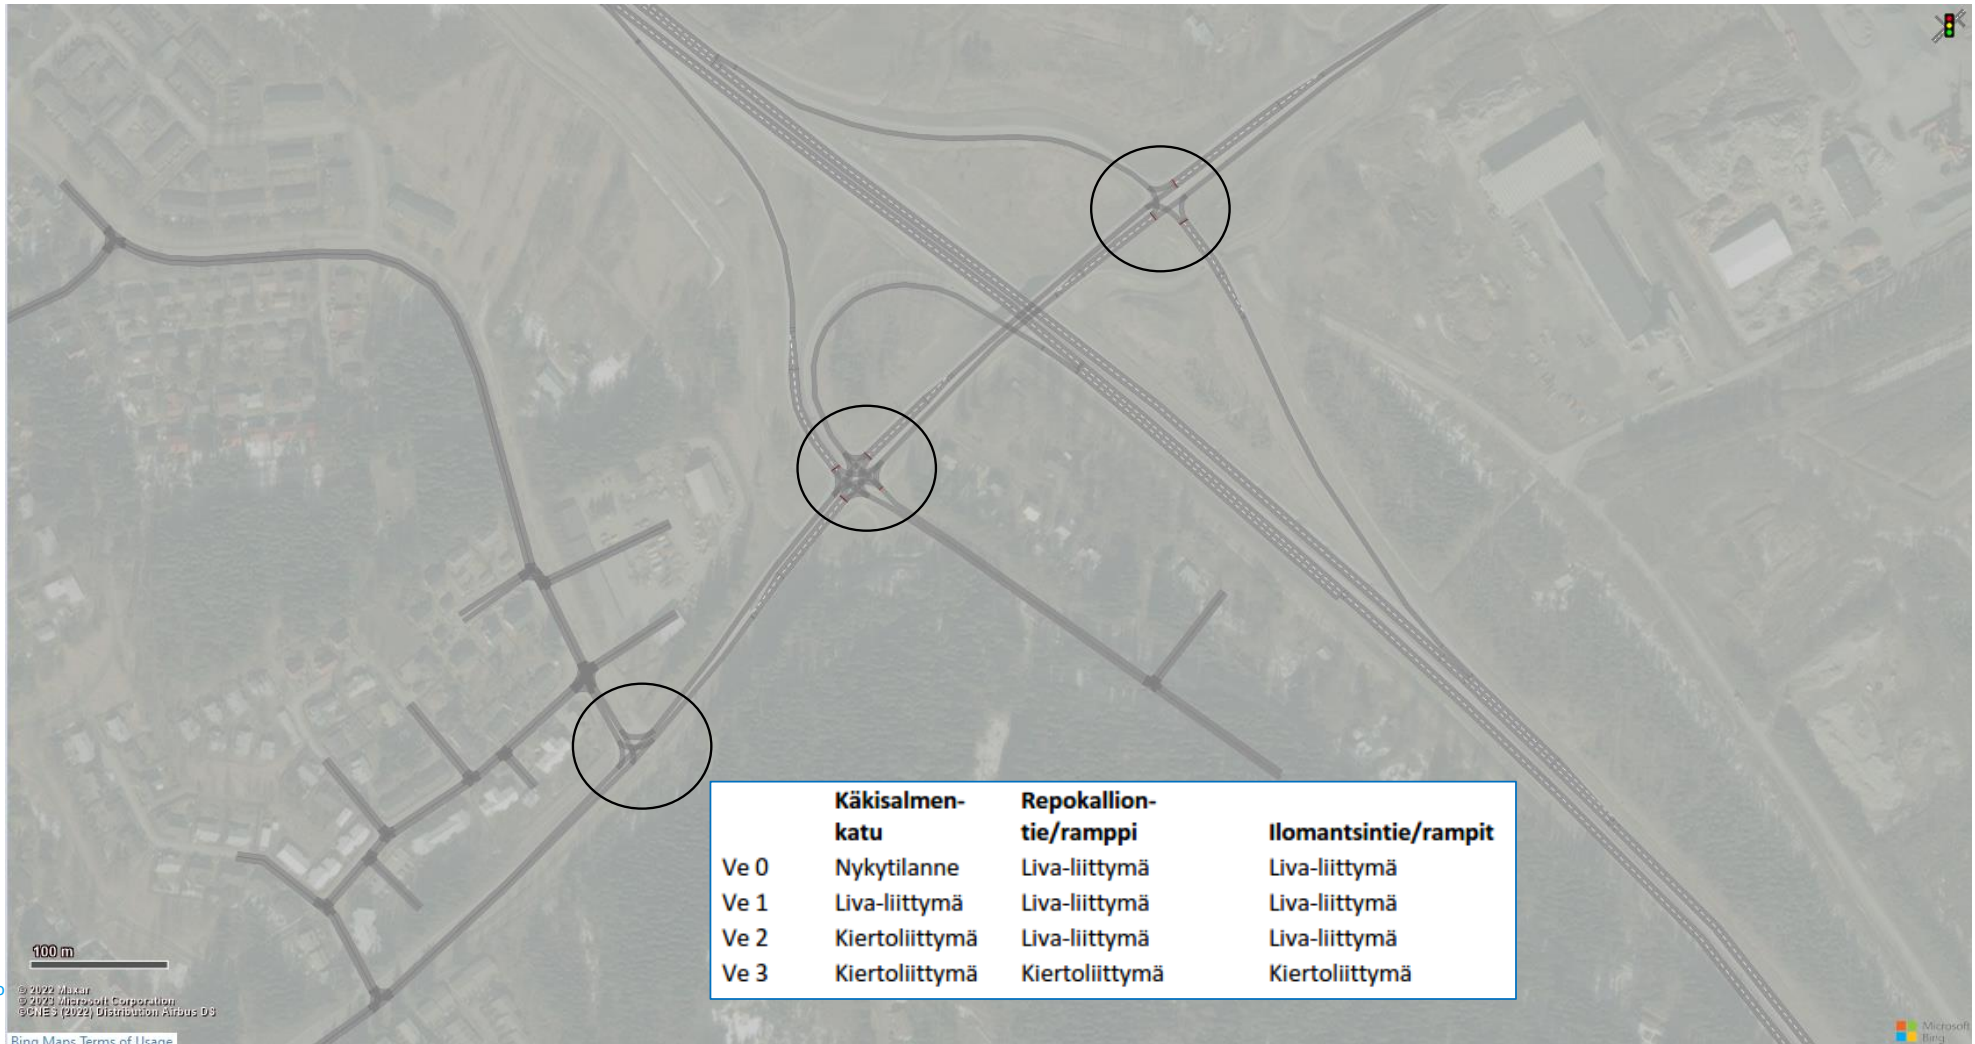 Käkisalmen-katu Repokallion-tie/ramppi Ilomantsintie/rampit
Ve 0 Nykytilanne Liva-liittymä Liva-liittymä
Ve 1 Liva-liittymä Liva-liittymä Liva-liittymä
Ve 2 Kiertoliittymä Liva-liittymä Liva-liittymä
Ve 3 Kiertoliittymä Kiertoliittymä Kiertoliittymä
100 m
© 2022 Maxar
© 2023 Microsoft Corporation
©CNES (2022) Distribution Airbus DS
Bing Maps Terms of Usage
Microsoft
Bing